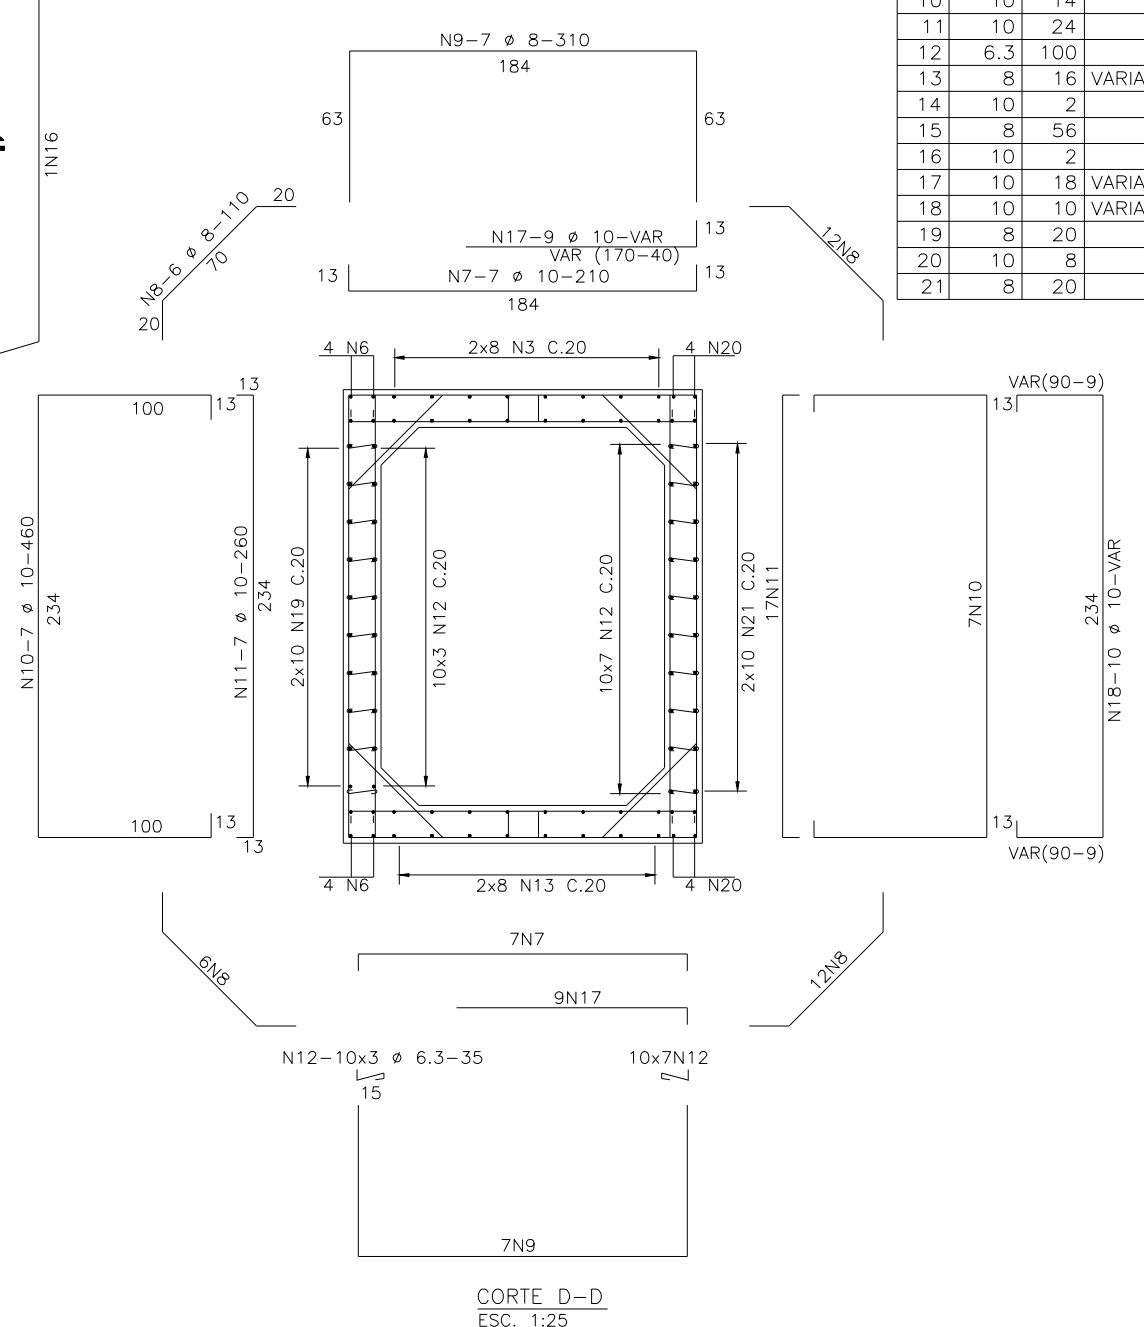 10 10 14
11 10 24
12 6.3 100
13 8 16 VARIA
14 10 2
15 8 56
16 10 2
17 10 18 VARIA
18 10 10 VARIA
19 8 20
20 10 8
21 8 20
1N16
N9-7 ø 8-310
184
63
63
20
N8-6 ø 8-110
70
20
13
N17-9 ø 10-VAR
VAR (170-40)
13
N7-7 ø 10-210
13
184
12N8
4 N6
2x8 N3 C.20
4 N20
13
100
13
VAR(90-9)
13
N10-7 ø 10-460
234
N11-7 ø 10-260
234
2x10 N19 C.20
10x3 N12 C.20
10x7 N12 C.20
2x10 N21 C.20
17N11
7N10
234
N18-10 ø 10-VAR
100
13
13
13
VAR(90-9)
4 N6
2x8 N13 C.20
4 N20
6N8
7N7
12N8
9N17
N12-10x3 ø 6.3-35
15
10x7N12
7N9
CORTE D-D
ESC. 1:25